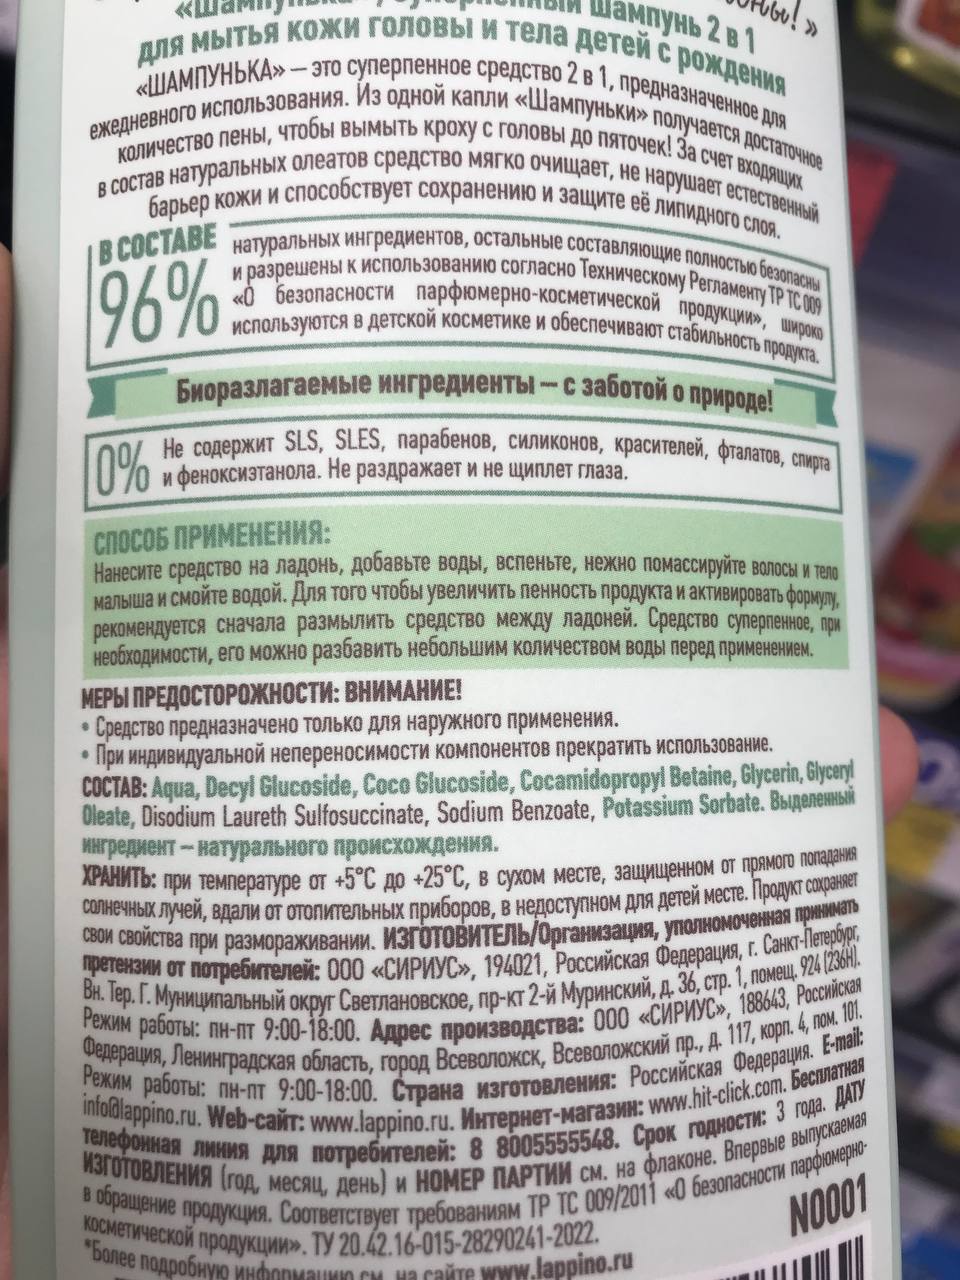 «Шампунька», Суперпенный шампунь 2 в 1
для мытья кожи головы и тела детей с рождения
«ШАМПУНЬКА» – это суперпенное средство 2 в 1, предназначенное для
ежедневного использования. Из одной капли «Шампуньки» получается достаточное
количество пены, чтобы вымыть кроху с головы до пяточек! За счет входящих
в состав натуральных олеатов средство мягко очищает, не нарушает естественный
барьер кожи и способствует сохранению и защите её липидного слоя.
В СОСТАВЕ
96%
натуральных ингредиентов, остальные составляющие полностью безопасны
и разрешены к использованию согласно Техническому Регламенту ТР ТС 009
«О безопасности парфюмерно-косметической продукции», широко
используются в детской косметике и обеспечивают стабильность продукта.
Биоразлагаемые ингредиенты – с заботой о природе!
0%
Не содержит SLS, SLES, парабенов, силиконов, красителей, фталатов, спирта
и феноксиэтанола. Не раздражает и не щиплет глаза.
СПОСОБ ПРИМЕНЕНИЯ:
Нанесите средство на ладонь, добавьте воды, вспеньте, нежно помассируйте волосы и тело
малыша и смойте водой. Для того чтобы увеличить пенность продукта и активировать формулу,
рекомендуется сначала размылить средство между ладоней. Средство суперпенное, при
необходимости, его можно разбавить небольшим количеством воды перед применением.
МЕРЫ ПРЕДОСТОРОЖНОСТИ: ВНИМАНИЕ!
• Средство предназначено только для наружного применения.
• При индивидуальной непереносимости компонентов прекратить использование.
СОСТАВ: Aqua, Decyl Glucoside, Coco Glucoside, Cocamidopropyl Betaine, Glycerin, Glyceryl
Oleate, Disodium Laureth Sulfosuccinate, Sodium Benzoate, Potassium Sorbate. Выделенный
ингредиент – натурального происхождения.
ХРАНИТЬ: при температуре от +5°С до +25°С, в сухом месте, защищенном от прямого попадания
солнечных лучей, вдали от отопительных приборов, в недоступном для детей месте. Продукт сохраняет
свои свойства при размораживании. ИЗГОТОВИТЕЛЬ/Организация, уполномоченная принимать
претензии от потребителей: ООО «СИРИУС», 194021, Российская Федерация, г. Санкт-Петербург,
Вн. Тер. Г. Муниципальный округ Светлановское, пр-кт 2-й Муринский, д. 36, стр. 1, помещ. 924 (236Н).
Режим работы: пн-пт 9:00-18:00. Адрес производства: ООО «СИРИУС», 188643, Российская
Федерация, Ленинградская область, город Всеволожск, Всеволожский пр., д. 117, корп. 4, пом. 101.
Режим работы: пн-пт 9:00-18:00. Страна изготовления: Российская Федерация. E-mail:
info@lappino.ru. Web-сайт: www.lappino.ru. Интернет-магазин: www.hit-click.com. Бесплатная
телефонная линия для потребителей: 8 8005555548. Срок годности: 3 года. ДАТУ
ИЗГОТОВЛЕНИЯ (год, месяц, день) и НОМЕР ПАРТИИ см. на флаконе. Впервые выпускаемая
в обращение продукция. Соответствует требованиям ТР ТС 009/2011 «О безопасности парфюмерно-
косметической продукции». ТУ 20.42.16-015-28290241-2022.
N0001
*Более подробную информацию см. на сайте www.lappino.ru